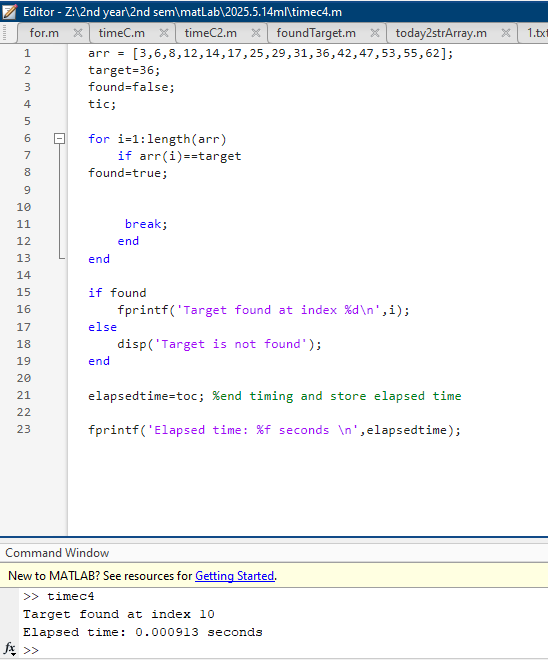 Editor - Z:\2nd year\2nd sem\matLab\2025.5.14ml\timec4.m
for.m × timeC.m × timeC2.m × foundTarget.m × today2strArray.m × 1.txt
1 arr = [3,6,8,12,14,17,25,29,31,36,42,47,53,55,62];
2 target=36;
3 found=false;
4 tic;
5
6 for i=1:length(arr)
7 if arr(i)==target
8 found=true;
9
10
11 break;
12 end
13 end
14
15 if found
16 fprintf('Target found at index %d\n',i);
17 else
18 disp('Target is not found');
19 end
20
21 elapsedtime=toc; %end timing and store elapsed time
22
23 fprintf('Elapsed time: %f seconds \n',elapsedtime);
Command Window
New to MATLAB? See resources for Getting Started.
>> timec4
Target found at index 10
Elapsed time: 0.000913 seconds
fx >>